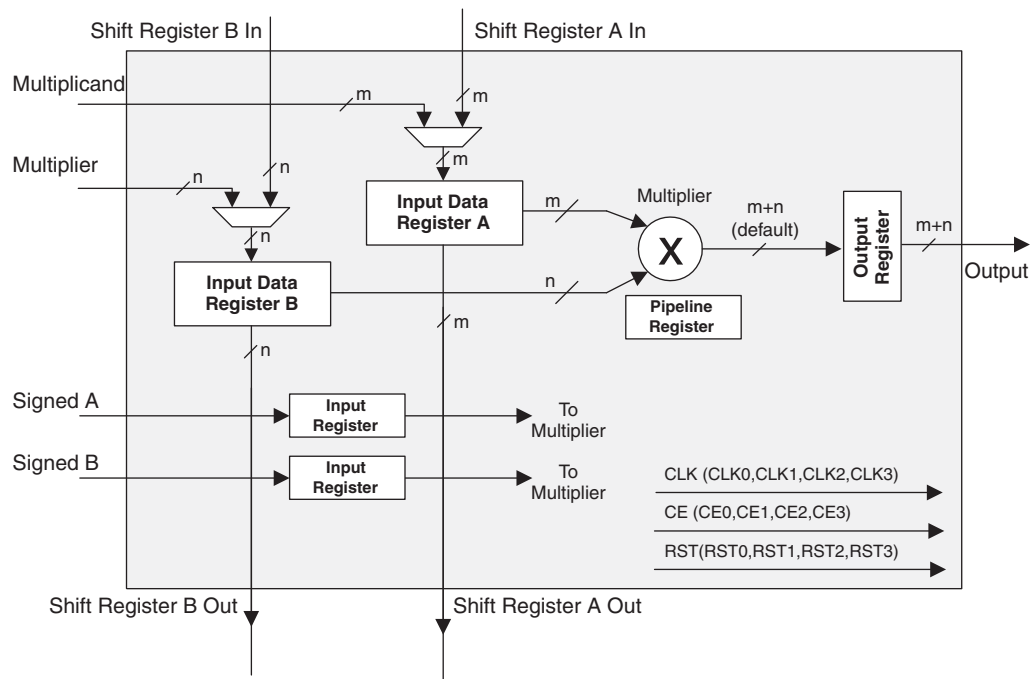 Shift Register B In
Shift Register A In
Multiplicand
m
m
Multiplier
n
n
m
Input Data
Register A
m
Multiplier
X
m+n
(default)
Output
Register
m+n
Output
n
Input Data
Register B
n
Pipeline
Register
m
n
Signed A
Input
Register
To
Multiplier
Signed B
Input
Register
To
Multiplier
CLK (CLK0,CLK1,CLK2,CLK3)
CE (CE0,CE1,CE2,CE3)
RST(RST0,RST1,RST2,RST3)
Shift Register B Out
Shift Register A Out